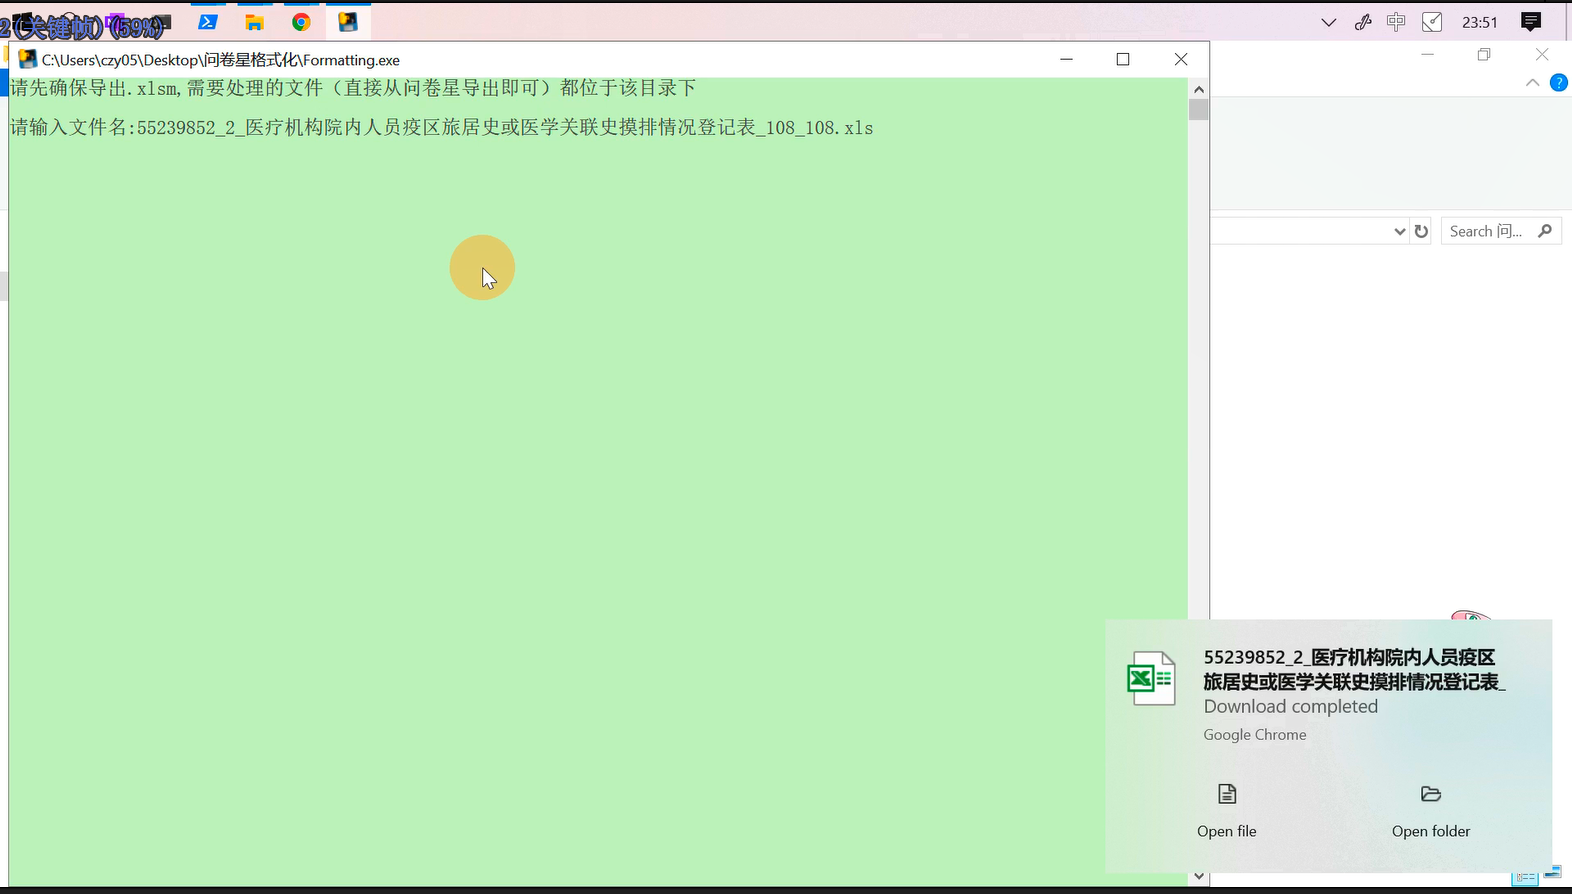 2(关键帧)(59%)
中
23:51
C:\Users\czy05\Desktop\问卷星格式化\Formatting.exe
请先确保导出.xlsm,需要处理的文件（直接从问卷星导出即可）都位于该目录下
请输入文件名:55239852_2_医疗机构院内人员疫区旅居史或医学关联史摸排情况登记表_108_108.xls
Search 问...
55239852_2_医疗机构院内人员疫区
旅居史或医学关联史摸排情况登记表_
Download completed
Google Chrome
Open file
Open folder